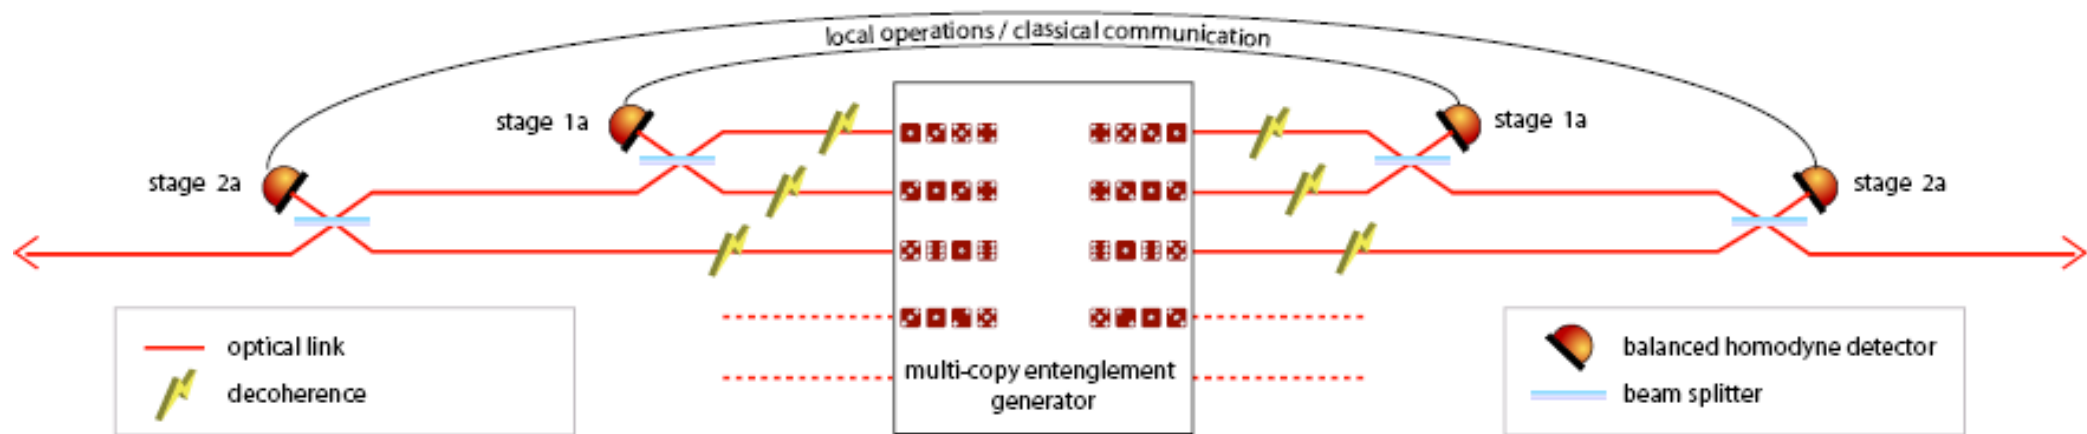 local operations / classical communication
stage 1a
stage 1a
stage 2a
stage 2a
multi-copy entenglement
generator
optical link
decoherence
balanced homodyne detector
beam splitter